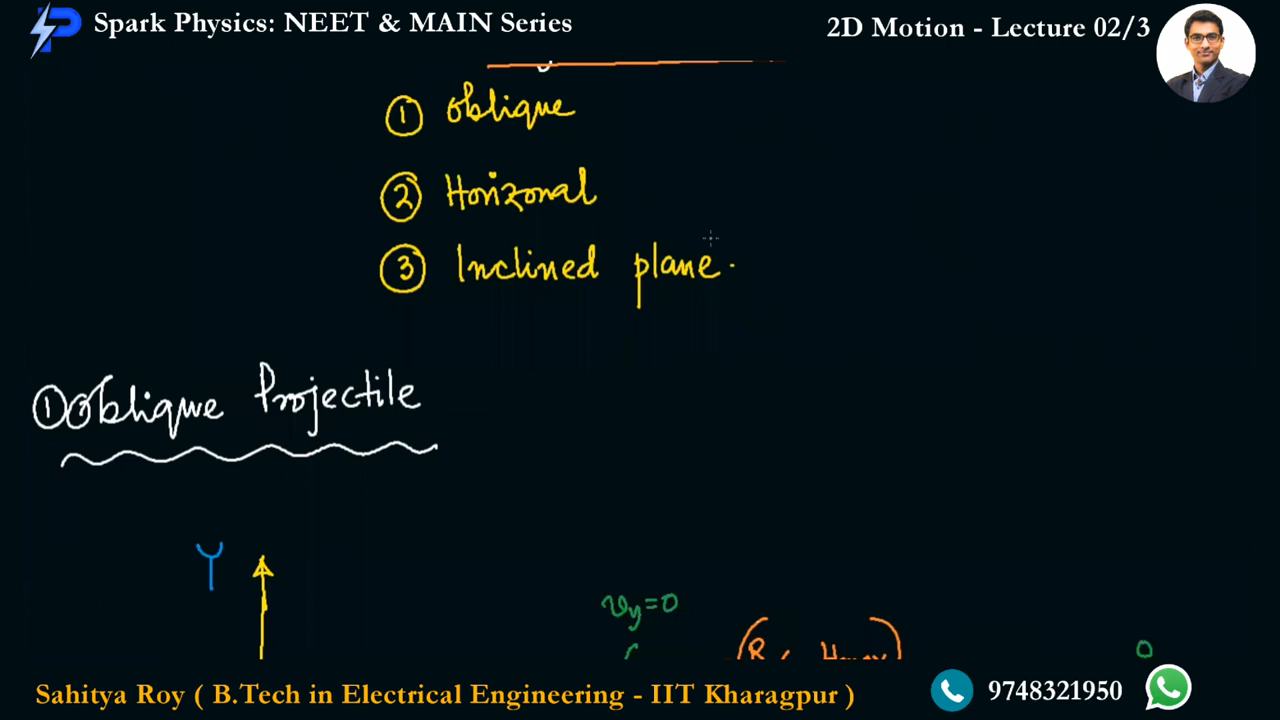 Spark Physics: NEET & MAIN Series
2D Motion - Lecture 02/3
① Oblique
② Horizonal
③ Inclined plane.
① Oblique Projectile
Y
vy=0
0
Sahitya Roy ( B.Tech in Electrical Engineering - IIT Kharagpur )
9748321950